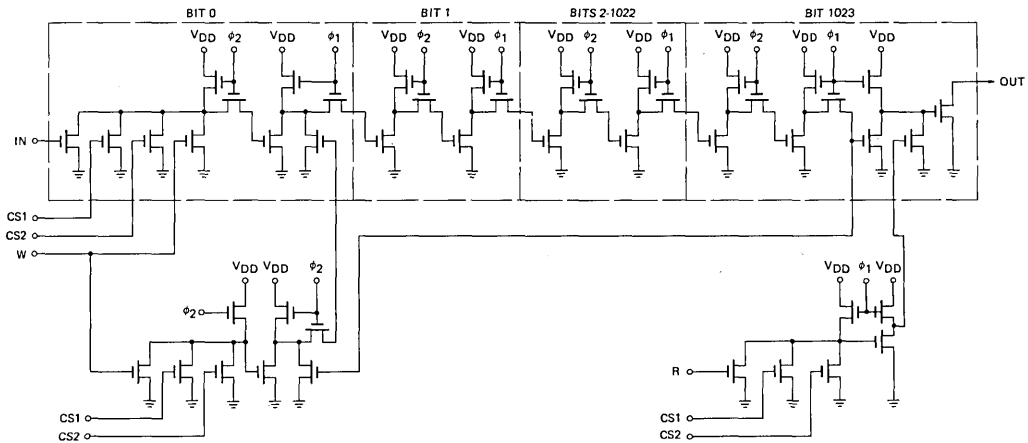 BIT 0 BIT 1 BITS 2-1022 BIT 1023
VDD ϕ2 VDD ϕ1 VDD ϕ2 VDD ϕ1 VDD ϕ2 VDD ϕ1 VDD ϕ2 VDD ϕ1 VDD
OUT
IN
CS1
CS2
W
VDD VDD ϕ2 VDD ϕ1 VDD
ϕ2
R
CS1 CS1
CS2 CS2